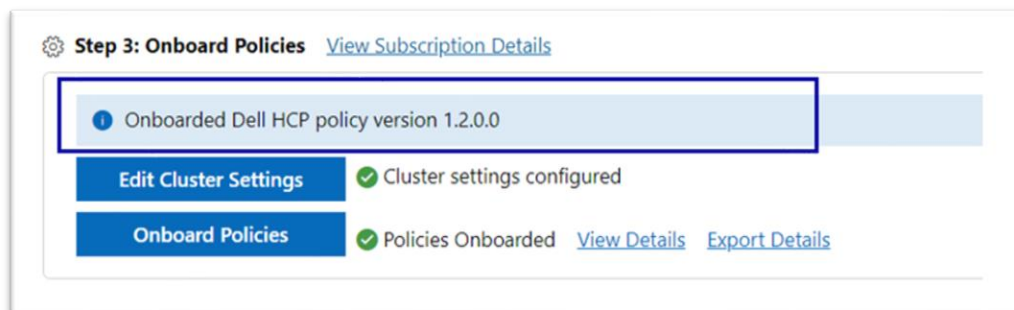 Step 3: Onboard Policies View Subscription Details
Onboarded Dell HCP policy version 1.2.0.0
Edit Cluster Settings Cluster settings configured
Onboard Policies Policies Onboarded View Details Export Details